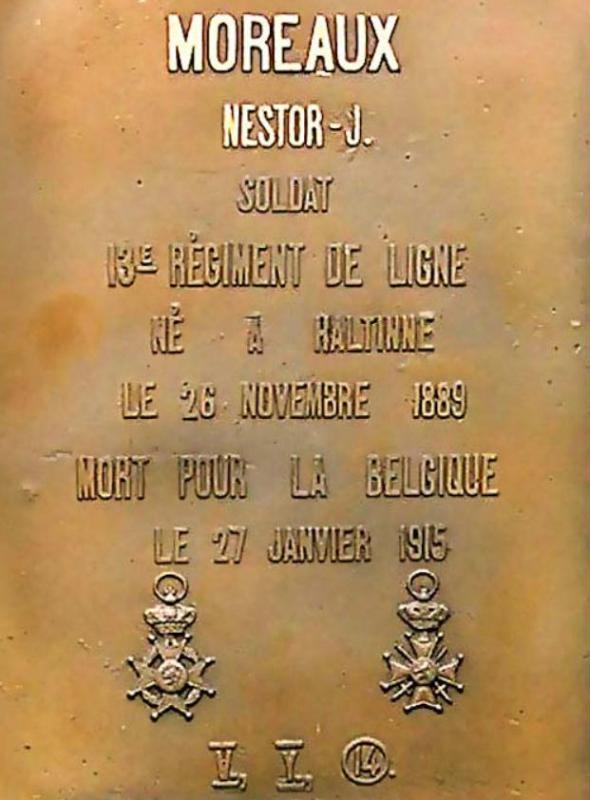 MOREAUX
NESTOR-J.
SOLDAT
13E RÉGIMENT DE LIGNE
NÉ A HALTINNE
LE 26 NOVEMBRE 1889
MORT POUR LA BELGIQUE
LE 27 JANVIER 1915
14.